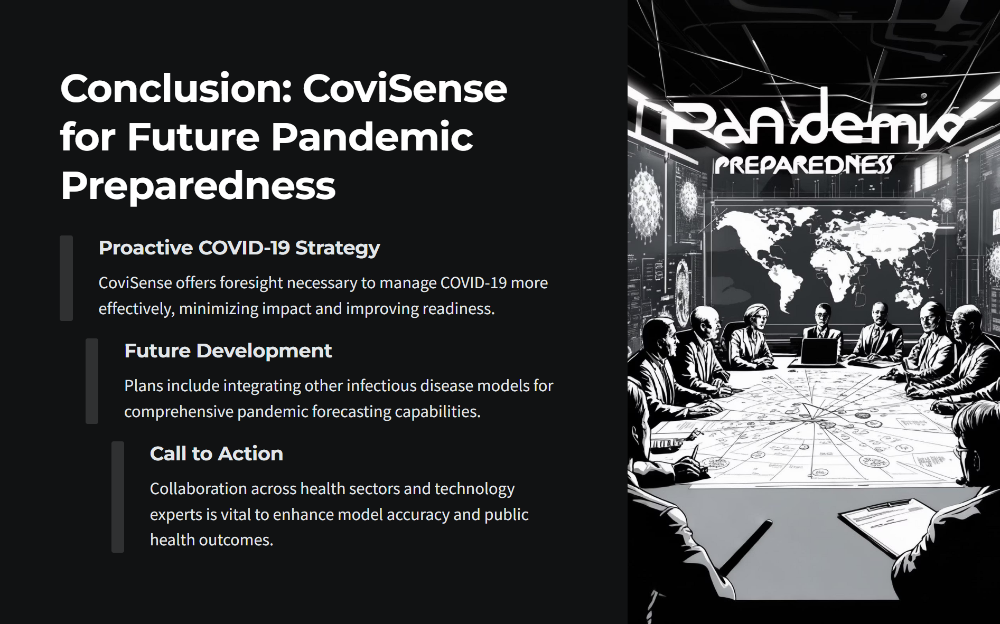 Conclusion: CoviSense
for Future Pandemic
Preparedness
Proactive COVID-19 Strategy
CoviSense offers foresight necessary to manage COVID-19 more
effectively, minimizing impact and improving readiness.
Future Development
Plans include integrating other infectious disease models for
comprehensive pandemic forecasting capabilities.
Call to Action
Collaboration across health sectors and technology
experts is vital to enhance model accuracy and public
health outcomes.
Pandemic
PREPAREDNESS